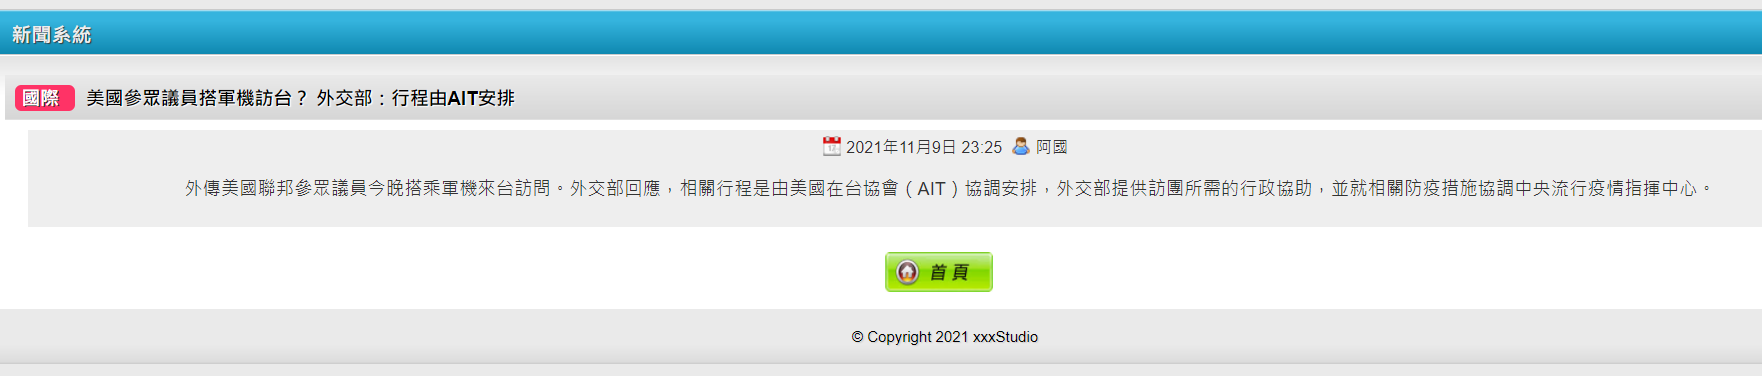 新聞系統
國際 美國參眾議員搭軍機訪台？ 外交部：行程由AIT安排
2021年11月9日 23:25 阿國
外傳美國聯邦參眾議員今晚搭乘軍機來台訪問。外交部回應，相關行程是由美國在台協會（AIT）協調安排，外交部提供訪團所需的行政協助，並就相關防疫措施協調中央流行疫情指揮中心。
首頁
© Copyright 2021 xxxStudio